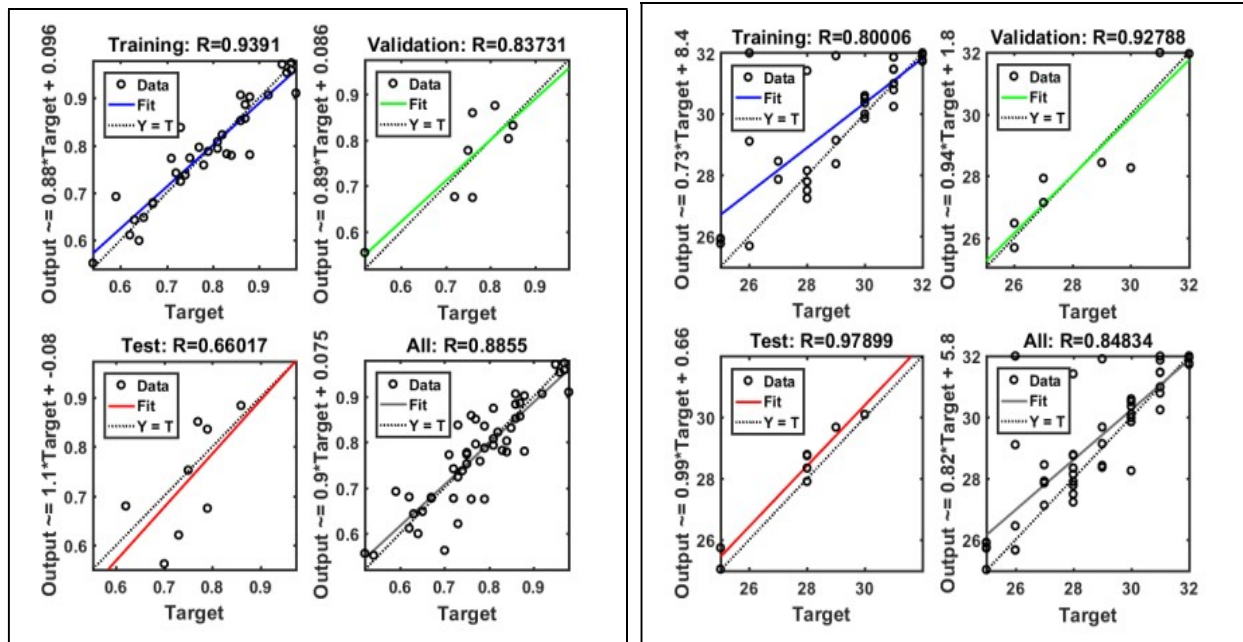 Training: R=0.9391
Output ~= 0.88*Target + 0.096
Data
Fit
Y = T
0.9
0.8
0.7
0.6
0.6 0.7 0.8 0.9
Target
Validation: R=0.83731
Output ~= 0.89*Target + 0.086
Data
Fit
Y = T
0.9
0.8
0.7
0.6
0.6 0.7 0.8 0.9
Target
Test: R=0.66017
Output ~= 1.1*Target + -0.08
Data
Fit
Y = T
0.9
0.8
0.7
0.6
0.6 0.7 0.8 0.9
Target
All: R=0.8855
Output ~= 0.9*Target + 0.075
Data
Fit
Y = T
0.9
0.8
0.7
0.6
0.6 0.7 0.8 0.9
Target
Training: R=0.80006
Output ~= 0.73*Target + 8.4
Data
Fit
Y = T
32
30
28
26
26 28 30 32
Target
Validation: R=0.92788
Output ~= 0.94*Target + 1.8
Data
Fit
Y = T
32
30
28
26
26 28 30 32
Target
Test: R=0.97899
Output ~= 0.99*Target + 0.66
Data
Fit
Y = T
32
30
28
26
26 28 30 32
Target
All: R=0.84834
Output ~= 0.82*Target + 5.8
Data
Fit
Y = T
32
30
28
26
26 28 30 32
Target